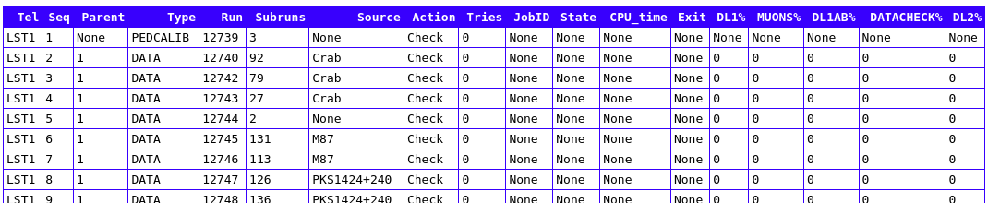 Tel Seq Parent Type Run Subruns Source Action Tries JobID State CPU_time Exit DL1% MUONS% DL1AB% DATACHECK% DL2%
LST1 1 None PEDCALIB 12739 3 None Check 0 None None None None None None None None None
LST1 2 1 DATA 12740 92 Crab Check 0 None None None None 0 0 0 0 0
LST1 3 1 DATA 12742 79 Crab Check 0 None None None None 0 0 0 0 0
LST1 4 1 DATA 12743 27 Crab Check 0 None None None None 0 0 0 0 0
LST1 5 1 DATA 12744 2 None Check 0 None None None None 0 0 0 0 0
LST1 6 1 DATA 12745 131 M87 Check 0 None None None None 0 0 0 0 0
LST1 7 1 DATA 12746 113 M87 Check 0 None None None None 0 0 0 0 0
LST1 8 1 DATA 12747 126 PKS1424+240 Check 0 None None None None 0 0 0 0 0
LST1 9 1 DATA 12748 136 PKS1424+240 Check 0 None None None None 0 0 0 0 0